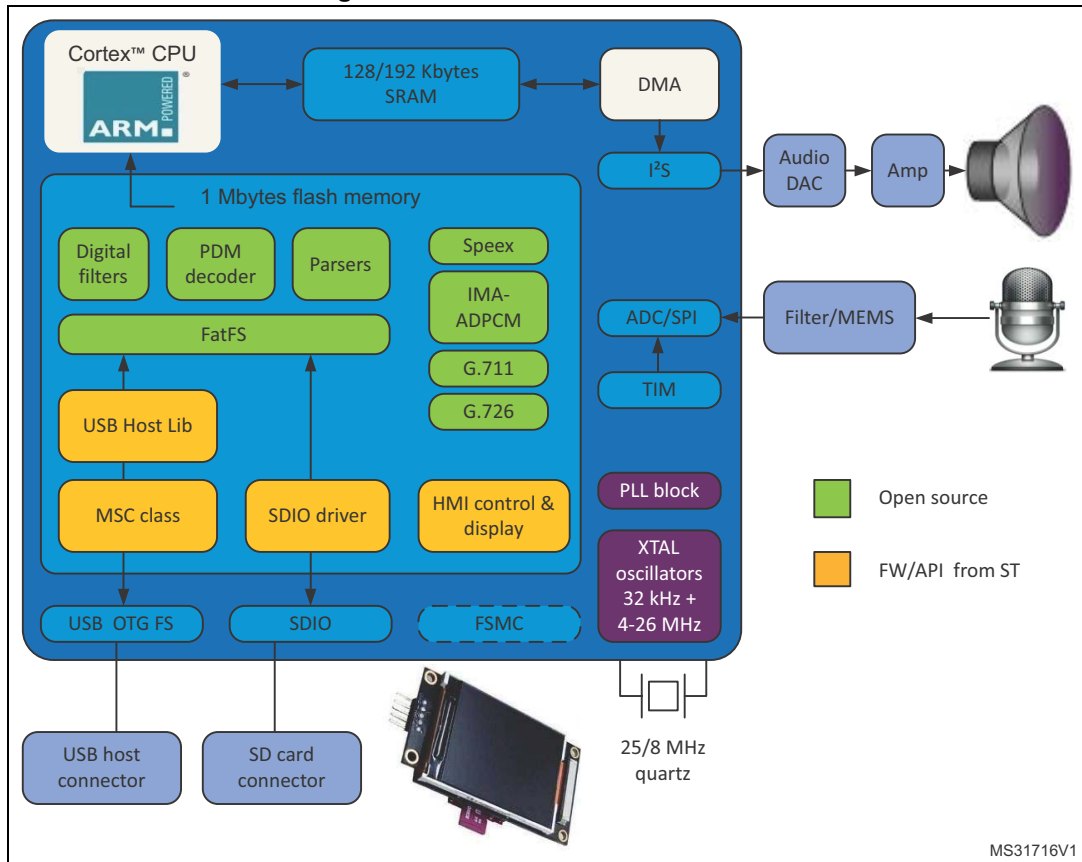 Cortex™ CPU
ARM
POWERED
®
128/192 Kbytes
SRAM
DMA
I²S
Audio
DAC
Amp
1 Mbytes flash memory
Digital
filters
PDM
decoder
Parsers
Speex
IMA-
ADPCM
FatFS
G.711
G.726
ADC/SPI
Filter/MEMS
TIM
USB Host Lib
MSC class
SDIO driver
HMI control &
display
PLL block
XTAL
oscillators
32 kHz +
4-26 MHz
Open source
FW/API from ST
USB OTG FS
SDIO
FSMC
USB host
connector
SD card
connector
25/8 MHz
quartz
MS31716V1